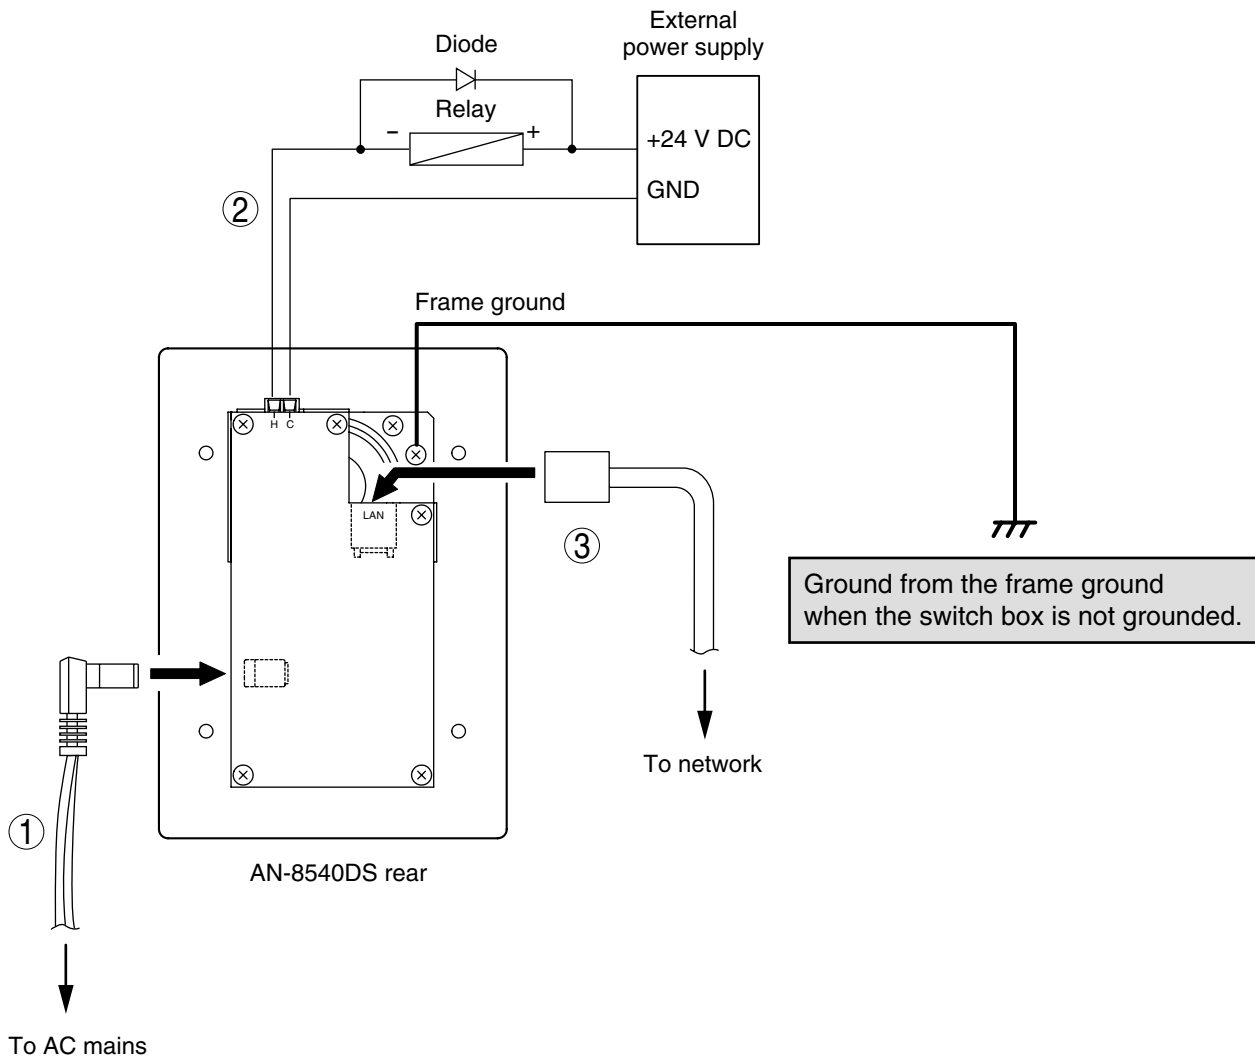 External
power supply
Diode
Relay
− +
+24 V DC
GND
②
Frame ground
H C
LAN
③
Ground from the frame ground
when the switch box is not grounded.
To network
①
AN-8540DS rear
To AC mains